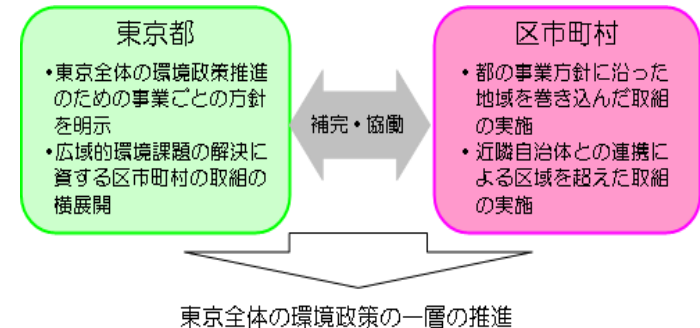 東京都
•東京全体の環境政策推進
のための事業ごとの方針
を明示
•広域的環境課題の解決に
資する区市町村の取組の
横展開
補完・協働
区市町村
• 都の事業方針に沿った
地域を巻き込んだ取組
の実施
• 近隣自治体との連携に
よる区域を超えた取組
の実施
東京全体の環境政策の一層の推進